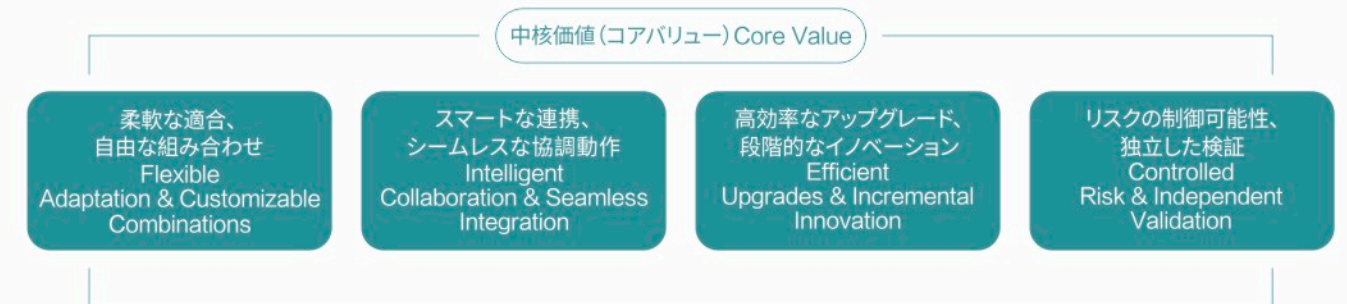 中核価値（コアバリュー）Core Value
柔軟な適合、
自由な組み合わせ
Flexible
Adaptation & Customizable
Combinations
スマートな連携、
シームレスな協調動作
Intelligent
Collaboration & Seamless
Integration
高効率なアップグレード、
段階的なイノベーション
Efficient
Upgrades & Incremental
Innovation
リスクの制御可能性、
独立した検証
Controlled
Risk & Independent
Validation